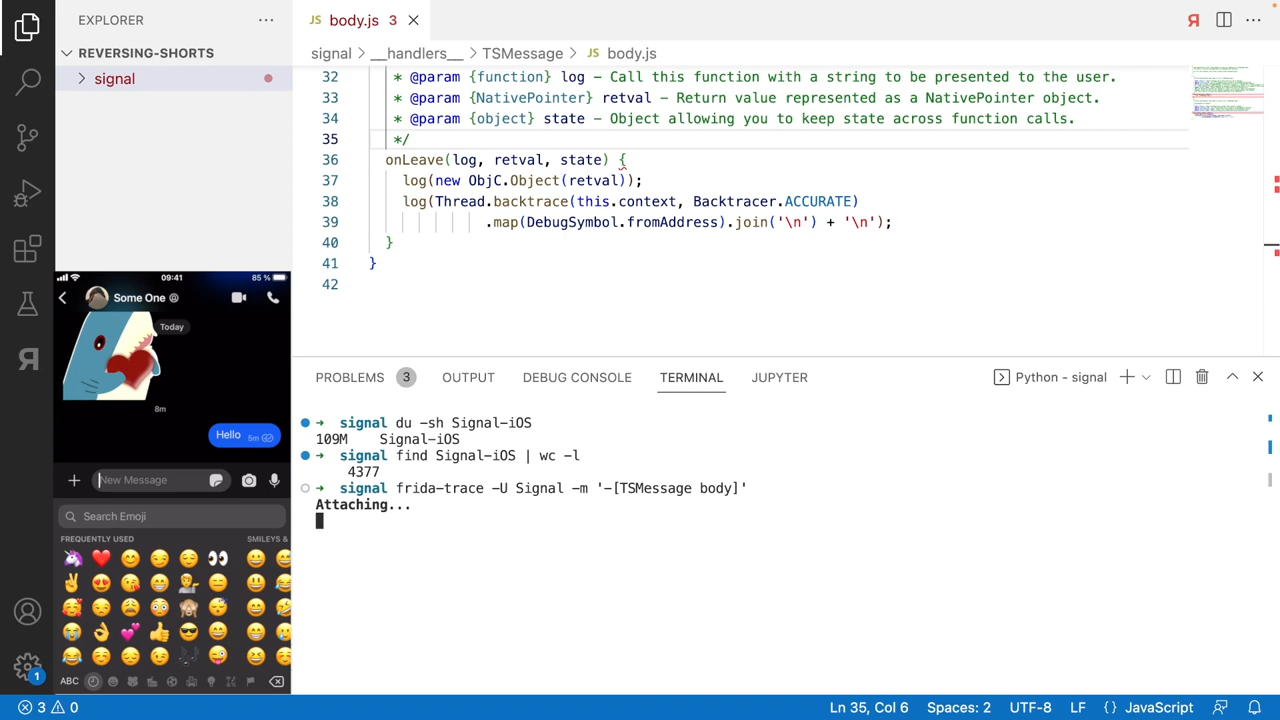 EXPLORER
REVERSING-SHORTS
signal
JS body.js 3
signal > __handlers__ > TSMessage > JS body.js
32 * @param {function} log - Call this function with a string to be presented to the user.
33 * @param {NativePointer} retval - Return value represented as a NativePointer object.
34 * @param {object} state - Object allowing you to keep state across function calls.
35 */
36 onLeave(log, retval, state) {
37 log(new ObjC.Object(retval));
38 log(Thread.backtrace(this.context, Backtracer.ACCURATE)
39 .map(DebugSymbol.fromAddress).join('\n') + '\n');
40 }
41 }
42
09:41 85 %
Some One
Today
8m
Hello 5m
New Message
Search Emoji
FREQUENTLY USED SMILEYS &
ABC
PROBLEMS 3 OUTPUT DEBUG CONSOLE TERMINAL JUPYTER Python - signal
signal du -sh Signal-iOS
109M Signal-iOS
signal find Signal-iOS | wc -l
4377
signal frida-trace -U Signal -m '-[TSMessage body]'
Attaching...
Я
Я
1
3 0 Ln 35, Col 6 Spaces: 2 UTF-8 LF {} JavaScript